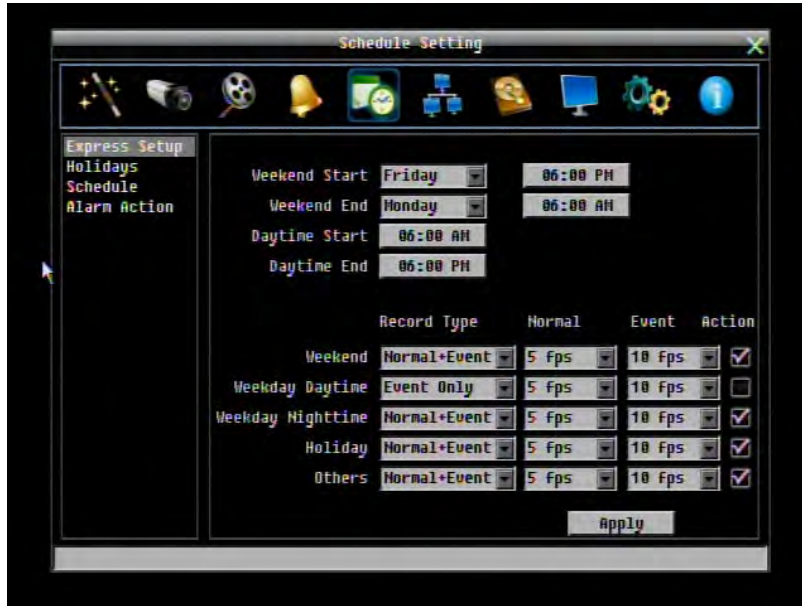 Schedule Setting
Express Setup
Holidays
Schedule
Alarm Action
Weekend Start Friday 06:00 PM
Weekend End Monday 06:00 AM
Daytime Start 06:00 AM
Daytime End 06:00 PM
Record Type Normal Event Action
Weekend Normal+Event 5 fps 10 fps
Weekday Daytime Event Only 5 fps 10 fps
Weekday Nighttime Normal+Event 5 fps 10 fps
Holiday Normal+Event 5 fps 10 fps
Others Normal+Event 5 fps 10 fps
Apply